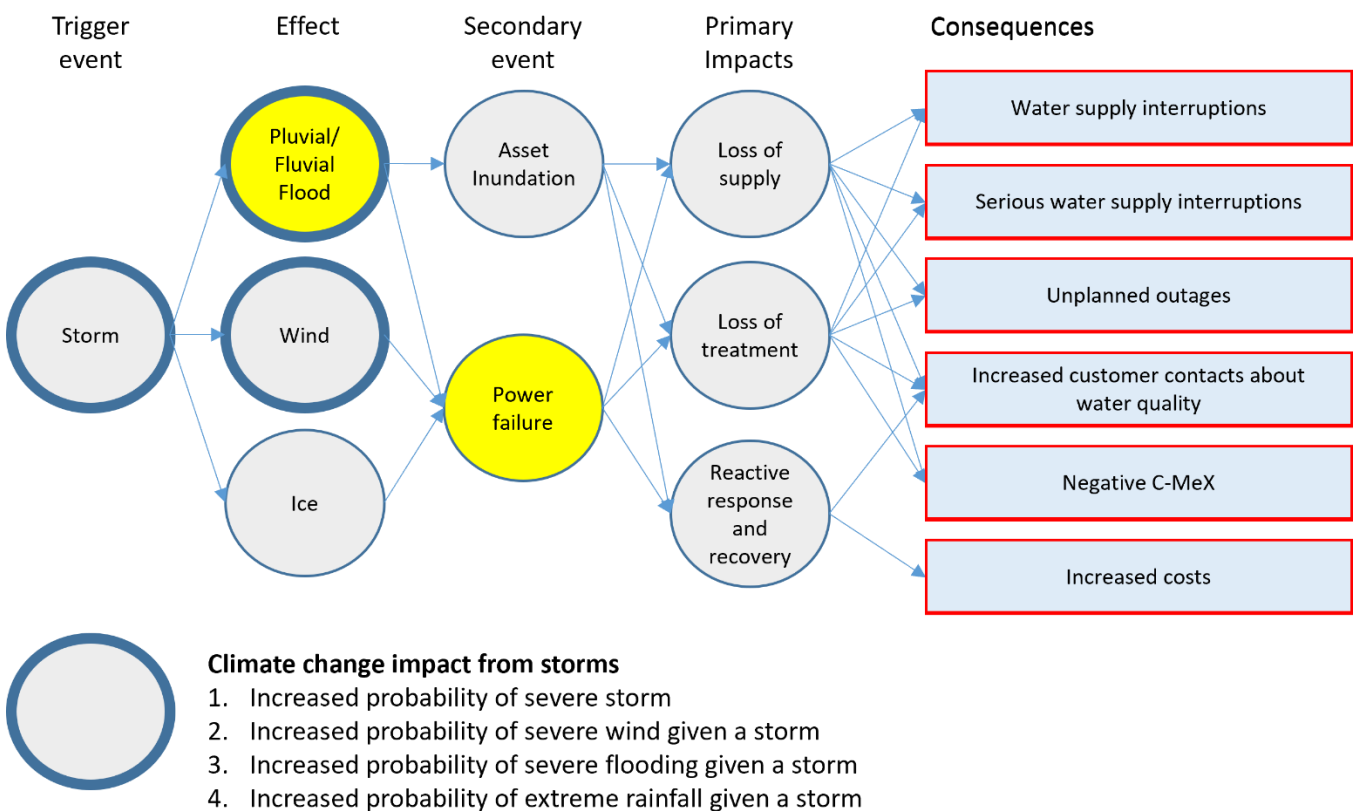 Trigger
event
Effect
Secondary
event
Primary
Impacts
Consequences
Pluvial/
Fluvial
Flood
Asset
Inundation
Loss of
supply
Water supply interruptions
Serious water supply interruptions
Storm
Wind
Loss of
treatment
Unplanned outages
Power
failure
Increased customer contacts about
water quality
Ice
Reactive
response
and
recovery
Negative C-MeX
Increased costs
Climate change impact from storms
1. Increased probability of severe storm
2. Increased probability of severe wind given a storm
3. Increased probability of severe flooding given a storm
4. Increased probability of extreme rainfall given a storm